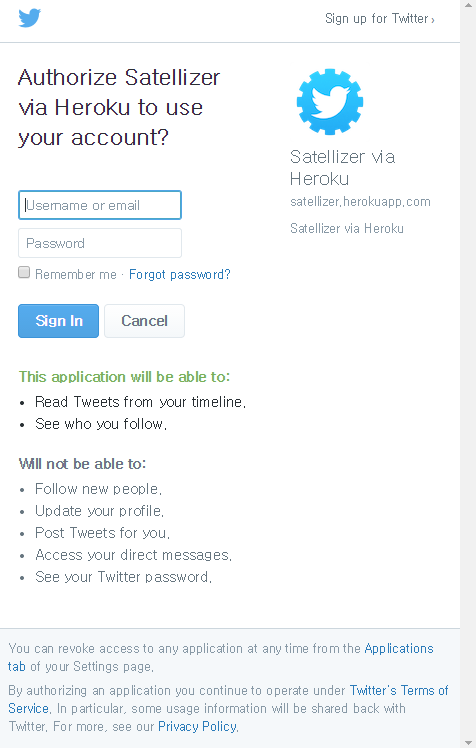 Sign up for Twitter ›
Authorize Satellizer
via Heroku to use
your account?
Satellizer via
Heroku
satellizer.herokuapp.com
Satellizer via Heroku
Username or email
Password
Remember me · Forgot password?
Sign In
Cancel
This application will be able to:
• Read Tweets from your timeline.
• See who you follow.
Will not be able to:
• Follow new people.
• Update your profile.
• Post Tweets for you.
• Access your direct messages.
• See your Twitter password.
You can revoke access to any application at any time from the Applications
tab of your Settings page.
By authorizing an application you continue to operate under Twitter's Terms of
Service. In particular, some usage information will be shared back with
Twitter. For more, see our Privacy Policy.